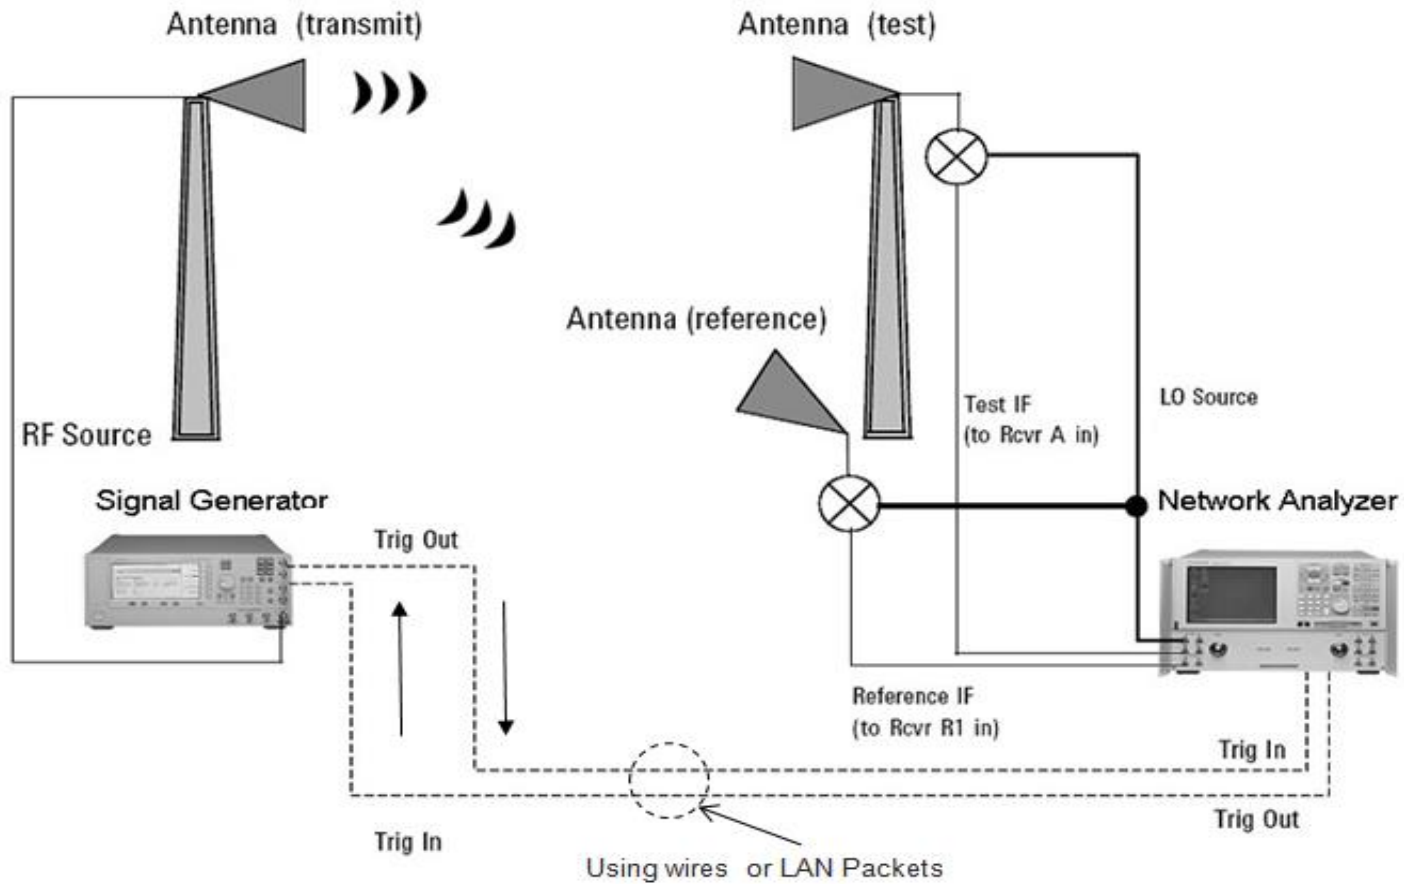 Antenna (transmit)
Antenna (test)
Antenna (reference)
Test IF
(to Rcvr A in)
LO Source
RF Source
Signal Generator
Network Analyzer
Trig Out
Reference IF
(to Rcvr R1 in)
Trig In
Trig Out
Trig In
Using wires or LAN Packets